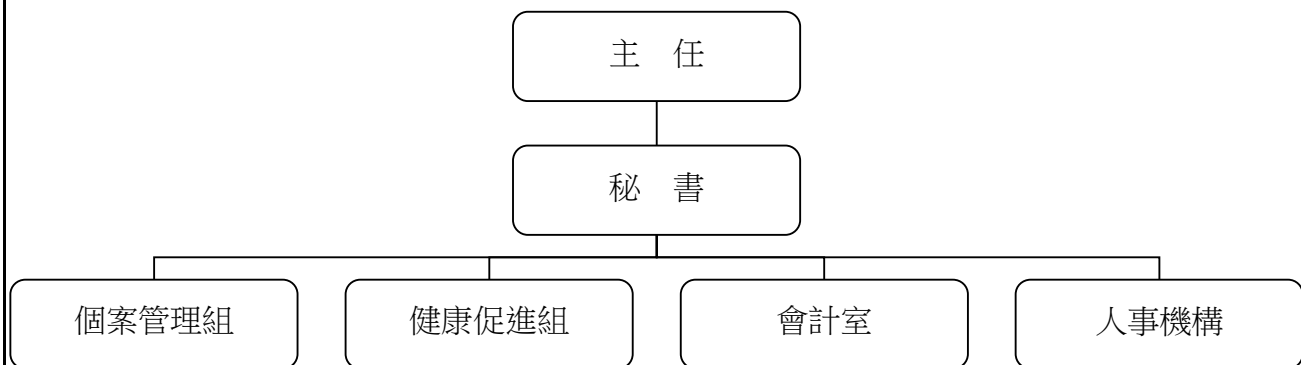 主　任
秘　書
個案管理組
健康促進組
會計室
人事機構